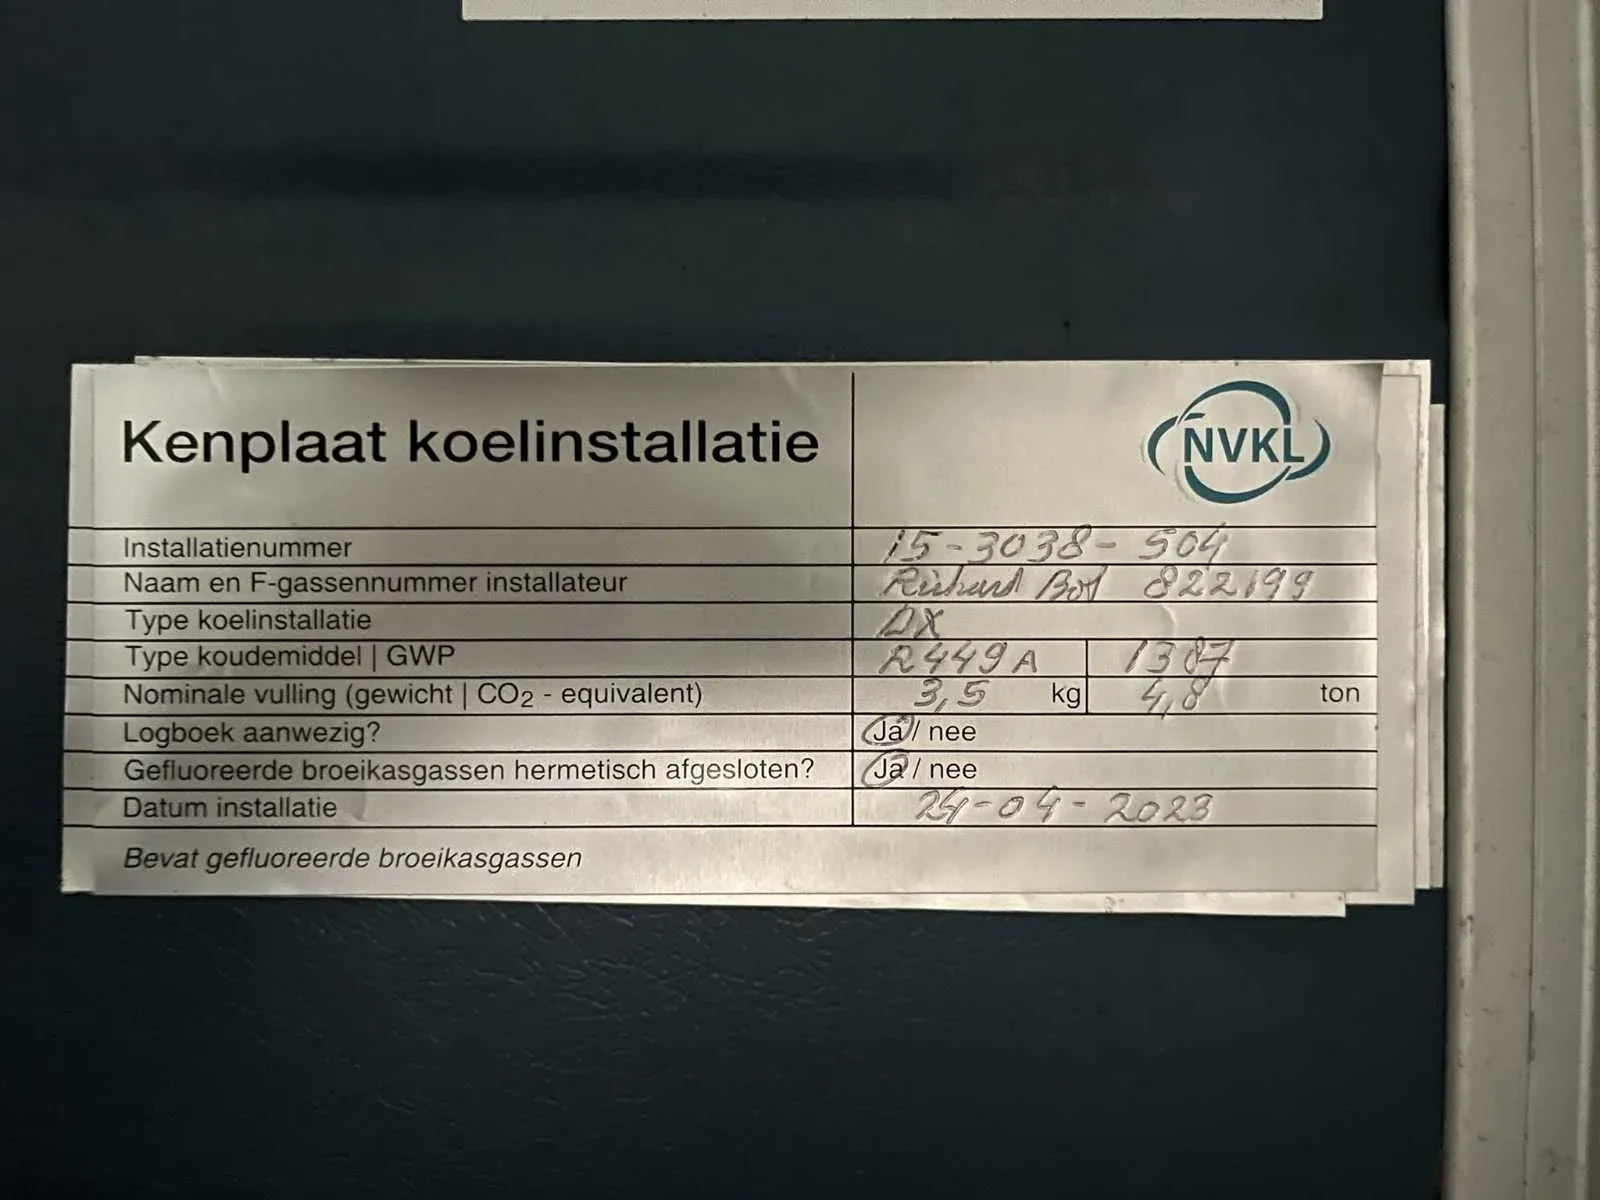 Kenplaat koelinstallatie
NVKL
Installatienummer 15-3038-504
Naam en F-gassennummer installateur Richard Bot 822199
Type koelinstallatie DX
Type koudemiddel | GWP R449A 1387
Nominale vulling (gewicht | CO2 - equivalent) 3,5 kg 4,8 ton
Logboek aanwezig? Ja / nee
Gefluoreerde broeikasgassen hermetisch afgesloten? Ja / nee
Datum installatie 24-04-2023
Bevat gefluoreerde broeikasgassen